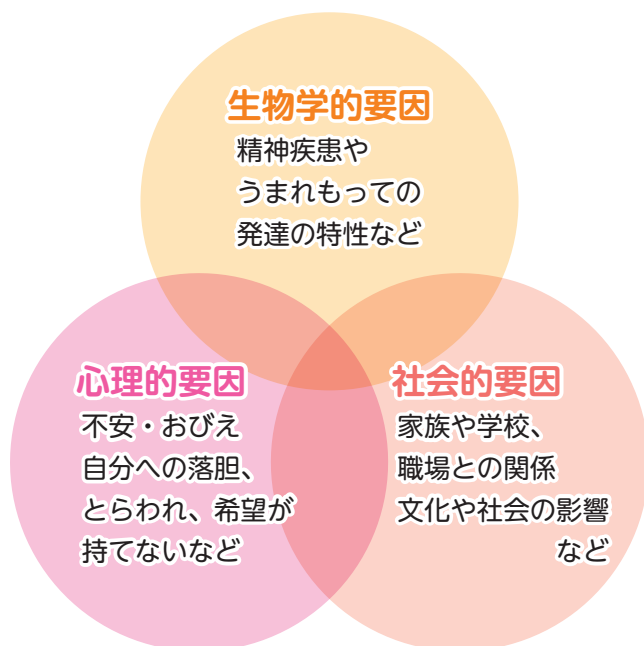 生物学的要因
精神疾患や
うまれもっての
発達の特性など
心理的要因
不安・おびえ
自分への落胆、
とらわれ、希望が
持てないなど
社会的要因
家族や学校、
職場との関係
文化や社会の影響
など